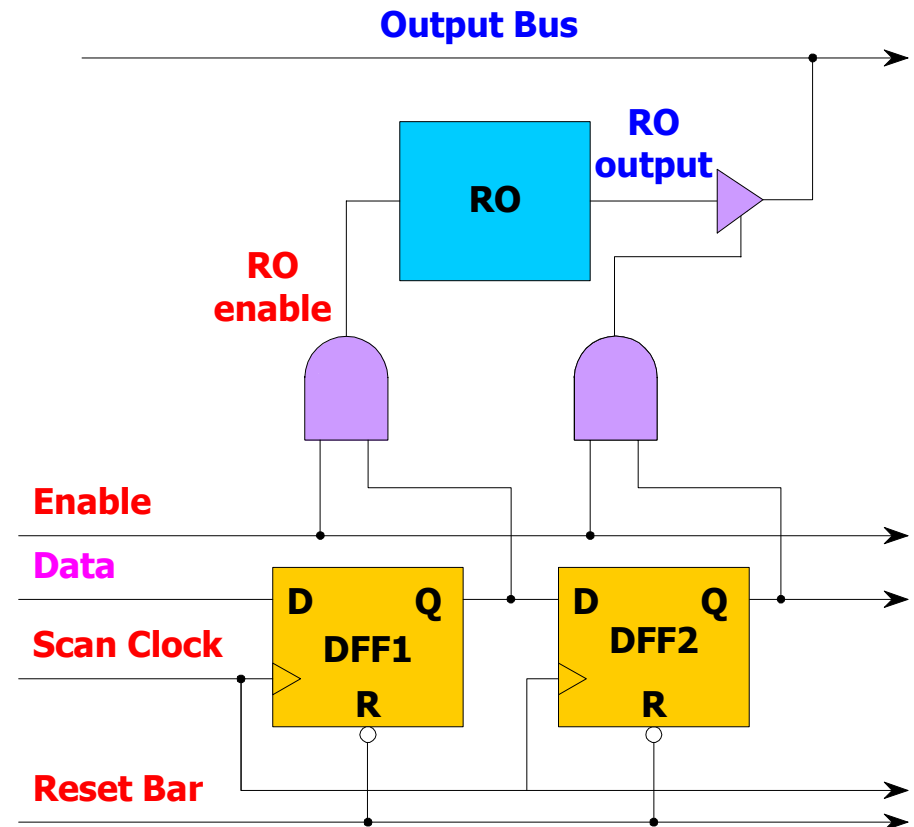 Output Bus
RO
output
RO
RO
enable
Enable
Data
D
Q
D
Q
Scan Clock
DFF1
DFF2
R
R
Reset Bar